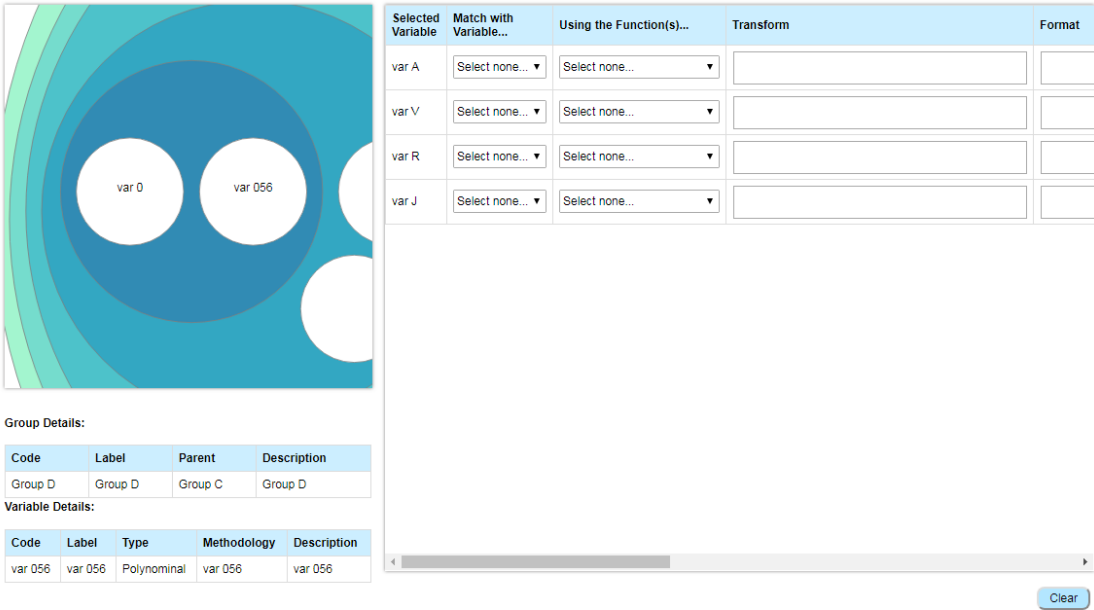 var 0 var 056
Group Details:
Code Label Parent Description
Group D Group D Group C Group D
Variable Details:
Code Label Type Methodology Description
var 056 var 056 Polynominal var 056 var 056
Selected Variable Match with Variable... Using the Function(s)... Transform Format
var A Select none... Select none...
var V Select none... Select none...
var R Select none... Select none...
var J Select none... Select none...
Clear